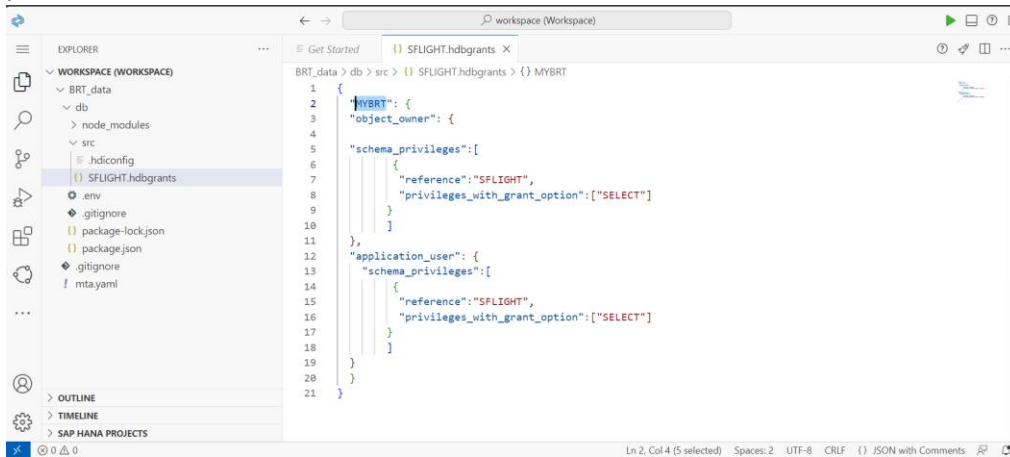 workspace (Workspace)
EXPLORER
WORKSPACE (WORKSPACE)
BRT_data
db
node_modules
src
.hdiconfig
SFLIGHT.hdbgrants
.env
.gitignore
package-lock.json
package.json
.gitignore
mta.yaml
OUTLINE
TIMELINE
SAP HANA PROJECTS
Get Started
{} SFLIGHT.hdbgrants ×
BRT_data > db > src > {} SFLIGHT.hdbgrants > {} MYBRT
1 {
2 "MYBRT": {
3 "object_owner": {
4
5 "schema_privileges":[
6 {
7 "reference":"SFLIGHT",
8 "privileges_with_grant_option":["SELECT"]
9 }
10 ]
11 },
12 "application_user": {
13 "schema_privileges":[
14 {
15 "reference":"SFLIGHT",
16 "privileges_with_grant_option":["SELECT"]
17 }
18 ]
19 }
20 }
21 }
0 0 Ln 2, Col 4 (5 selected) Spaces: 2 UTF-8 CRLF {} JSON with Comments